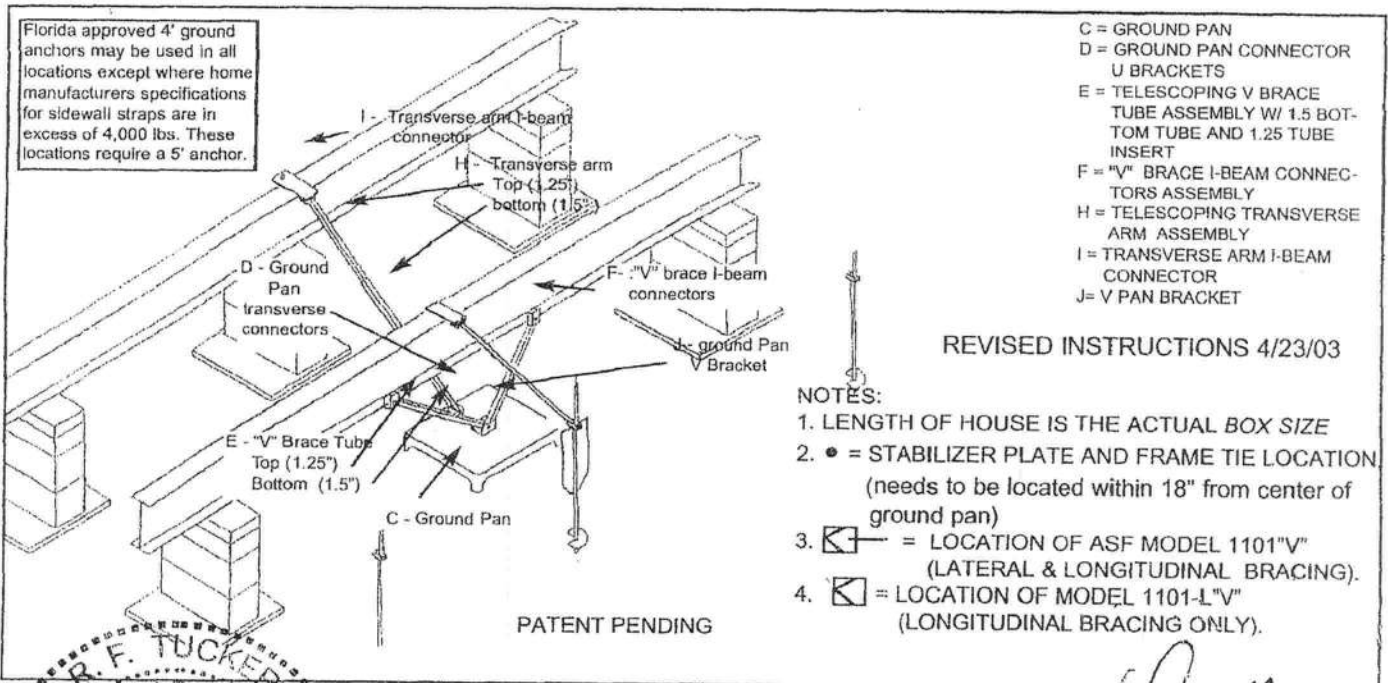 Florida approved 4' ground
anchors may be used in all
locations except where home
manufacturers specifications
for sidewall straps are in
excess of 4,000 lbs. These
locations require a 5' anchor.
I - Transverse arm I-beam
connector
H - Transverse arm
Top (1.25")
bottom (1.5")
D - Ground
Pan
transverse
connectors
F- :"V" brace I-beam
connectors
J - ground Pan
V Bracket
E - "V" Brace Tube
Top (1.25")
Bottom (1.5")
C - Ground Pan
PATENT PENDING
C = GROUND PAN
D = GROUND PAN CONNECTOR
U BRACKETS
E = TELESCOPING V BRACE
TUBE ASSEMBLY W/ 1.5 BOT-
TOM TUBE AND 1.25 TUBE
INSERT
F = "V" BRACE I-BEAM CONNEC-
TORS ASSEMBLY
H = TELESCOPING TRANSVERSE
ARM ASSEMBLY
I = TRANSVERSE ARM I-BEAM
CONNECTOR
J= V PAN BRACKET
REVISED INSTRUCTIONS 4/23/03
NOTES:
1. LENGTH OF HOUSE IS THE ACTUAL BOX SIZE
2. • = STABILIZER PLATE AND FRAME TIE LOCATION
(needs to be located within 18" from center of
ground pan)
3. = LOCATION OF ASF MODEL 1101"V"
(LATERAL & LONGITUDINAL BRACING).
4. = LOCATION OF MODEL 1101-L"V"
(LONGITUDINAL BRACING ONLY).
R. F. TUCKER